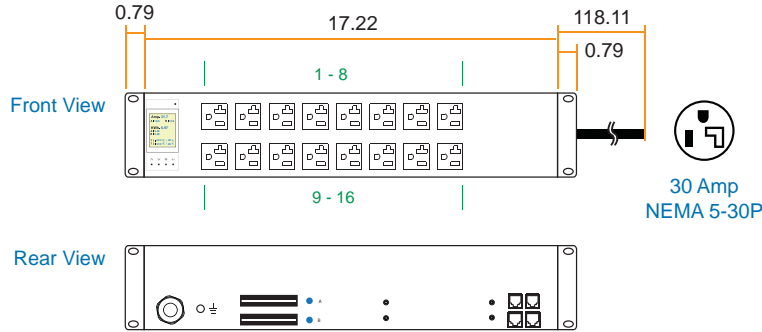 0.79
17.22
118.11
0.79
1 - 8
Front View
9 - 16
30 Amp
NEMA 5-30P
Rear View
A